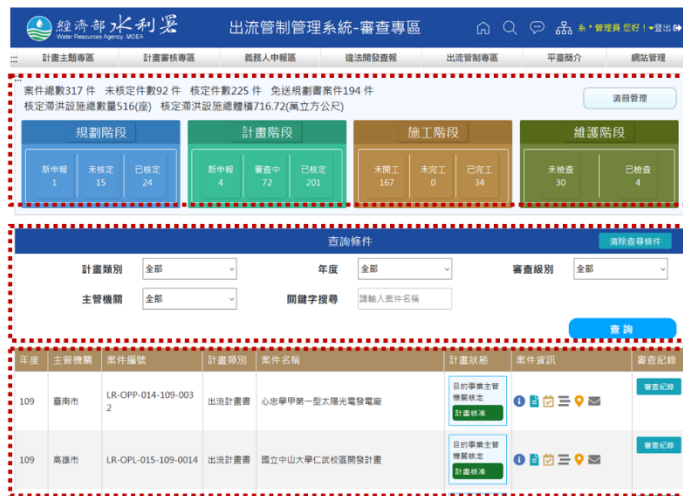 經濟部水利署 出流管制管理系統-審查專區 系*管理員 您好！登出
Water Resources Agency, MOEA
計畫主題專區 計畫審核專區 義務人申報區 違法開發查報 出流管制專區 平臺簡介 網站管理
案件總數317 件 未核定件數92 件 核定件數225 件 免送規劃書案件194 件
核定滯洪設施總數量516(座) 核定滯洪設施總體積716.72(萬立方公尺)
清冊管理
規劃階段 計畫階段 施工階段 維護階段
新申報 未核定 已核定 新申報 審查中 已核定 未開工 未完工 已完工 未檢查 已檢查
1 15 24 4 72 201 167 0 34 30 4
查詢條件 清除查尋條件
計畫類別 全部 年度 全部 審查級別 全部
主管機關 全部 關鍵字搜尋 請輸入案件名稱
查詢
年度 主管機關 案件編號 計畫類別 案件名稱 計畫狀態 案件資訊 審查紀錄
109 臺南市 LR-OPP-014-109-003
2 出流計畫書 心忠學甲第一型太陽光電發電廠 目的事業主管
機關核定
計畫核准 審查紀錄
109 高雄市 LR-OPL-015-109-0014 出流計畫書 國立中山大學仁武校區開發計畫 目的事業主管
機關核定
計畫核准 審查紀錄